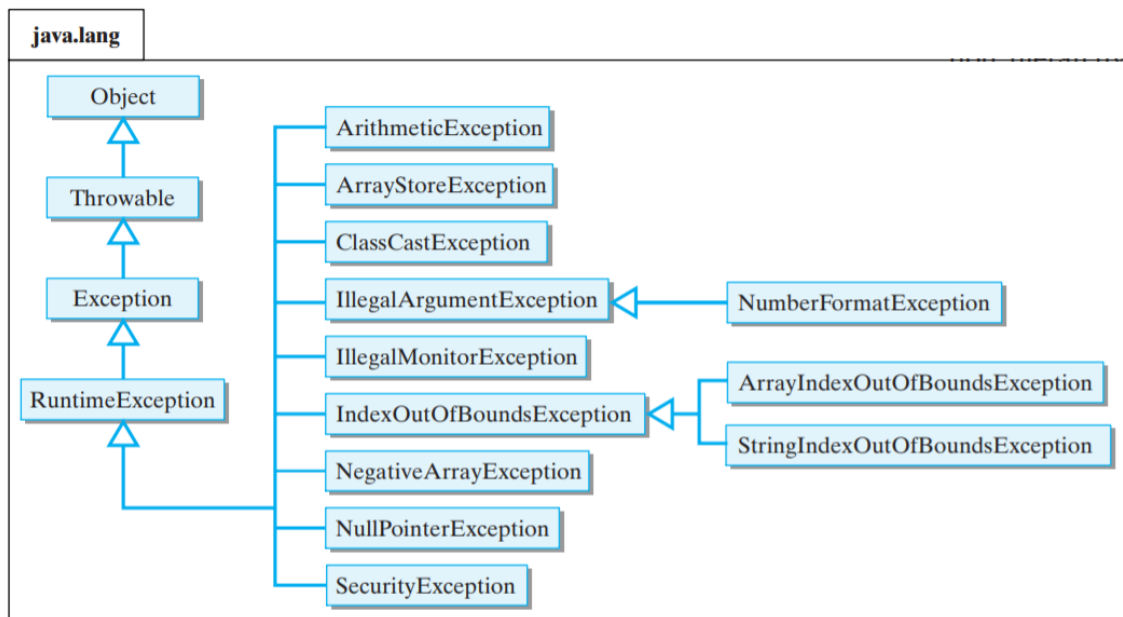 java.lang
Object
Throwable
Exception
RuntimeException
ArithmeticException
ArrayStoreException
ClassCastException
IllegalArgumentException
IllegalMonitorException
IndexOutOfBoundsException
NegativeArrayException
NullPointerException
SecurityException
NumberFormatException
ArrayIndexOutOfBoundsException
StringIndexOutOfBoundsException